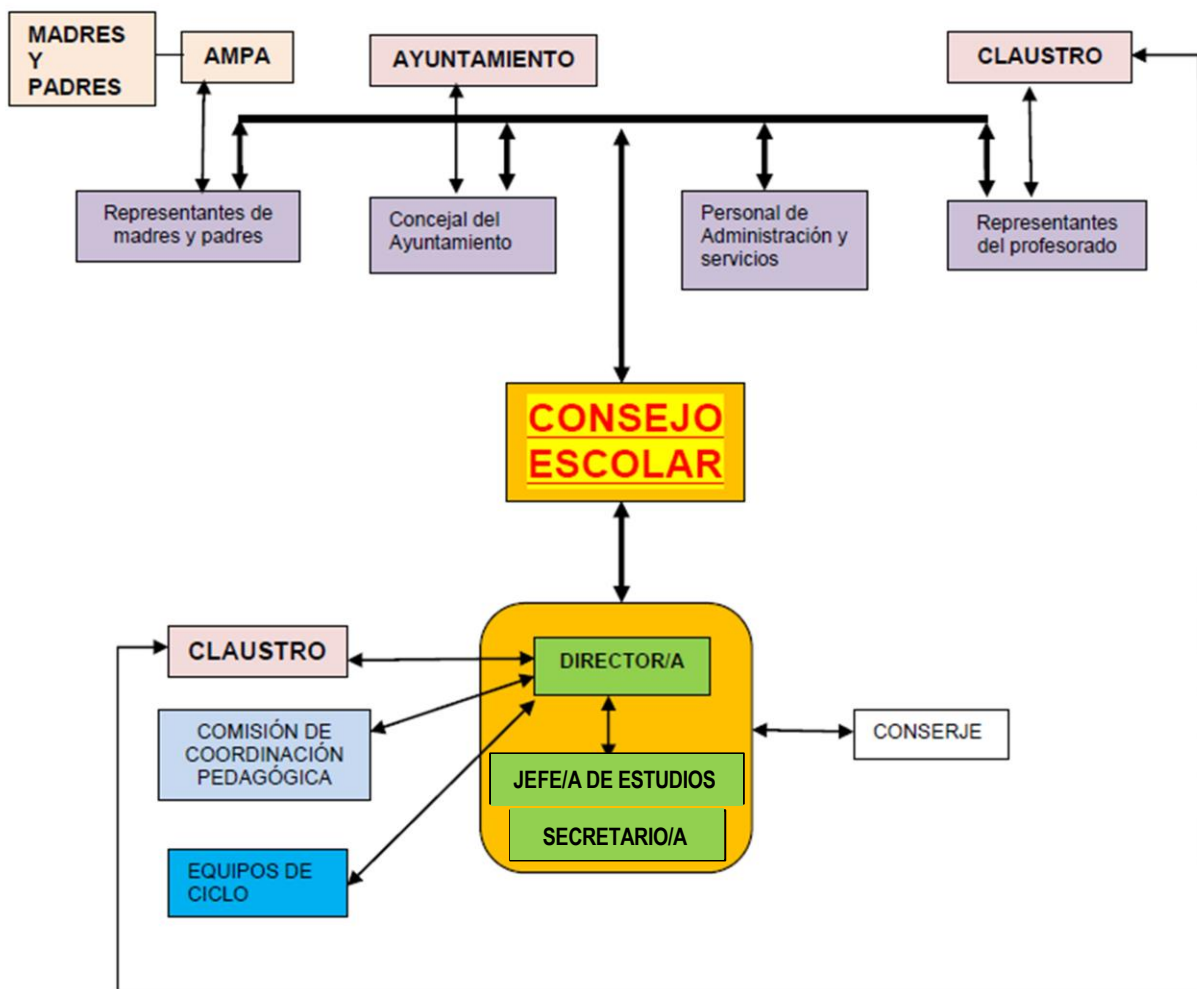 MADRES
Y
PADRES
AMPA
AYUNTAMIENTO
CLAUSTRO
Representantes de
madres y padres
Concejal del
Ayuntamiento
Personal de
Administración y
servicios
Representantes
del profesorado
CONSEJO
ESCOLAR
CLAUSTRO
DIRECTOR/A
COMISIÓN DE
COORDINACIÓN
PEDAGÓGICA
CONSERJE
JEFE/A DE ESTUDIOS
SECRETARIO/A
EQUIPOS DE
CICLO